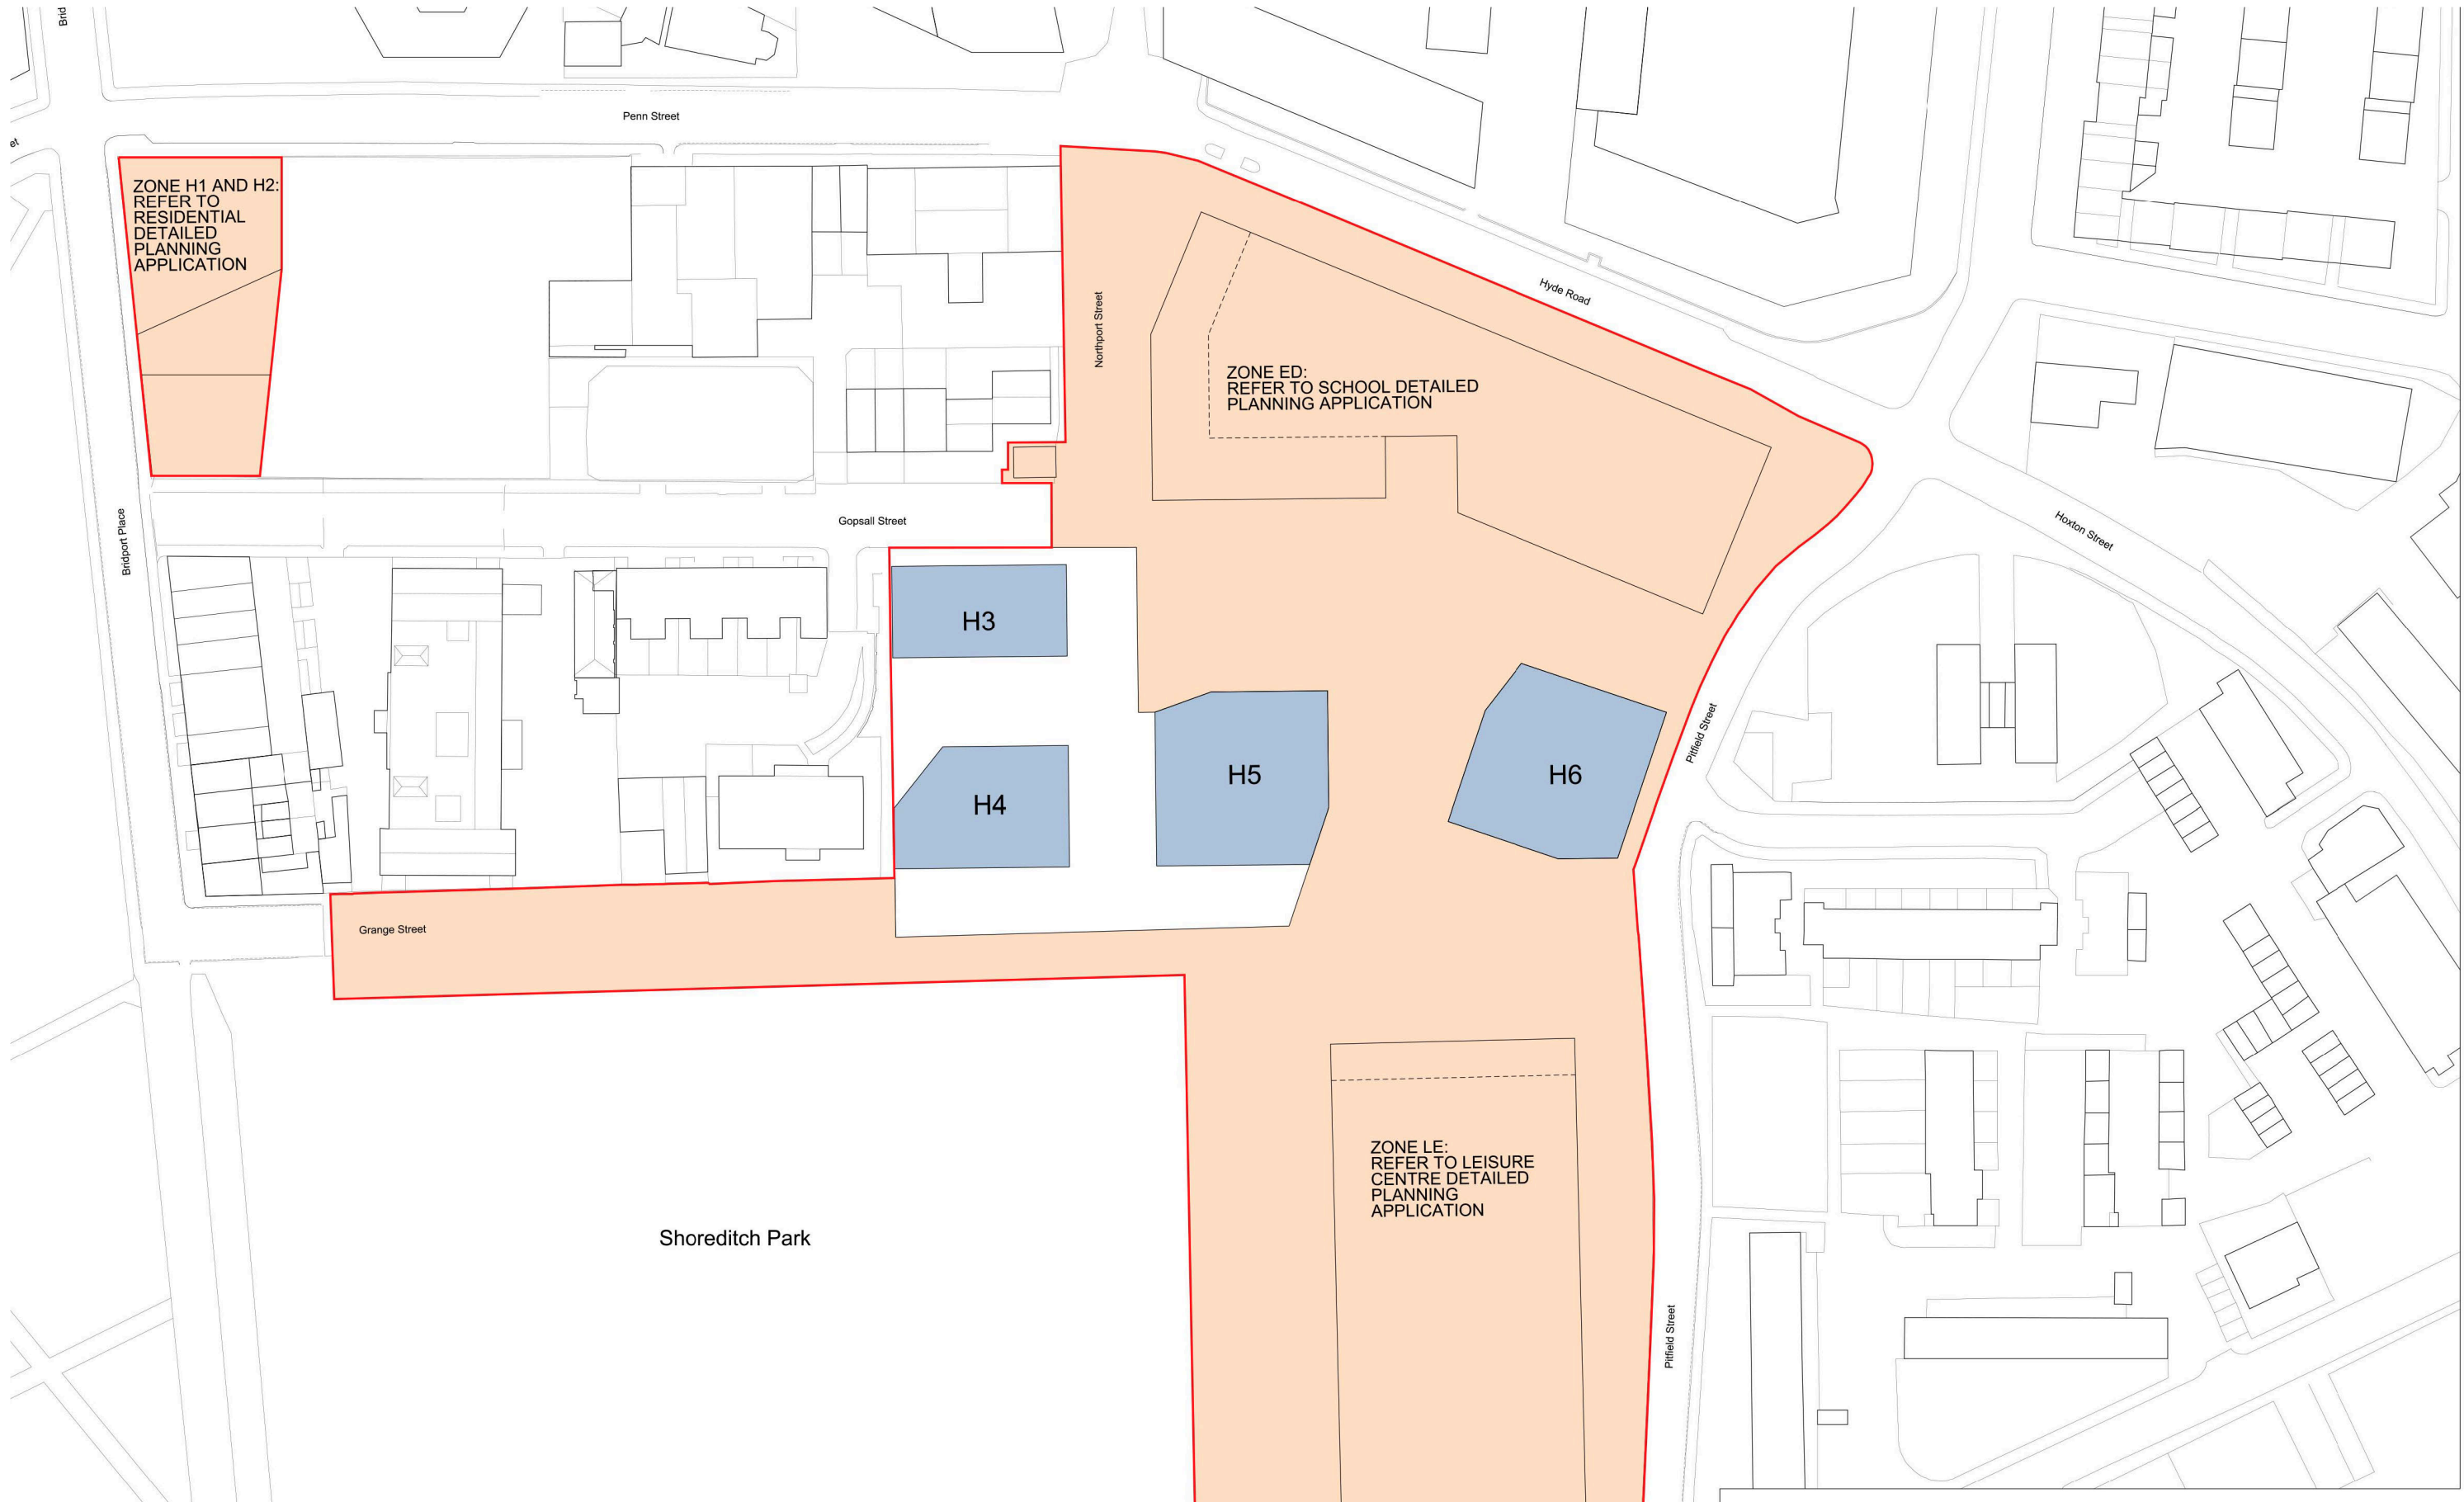 Brid
Penn Street
et
ZONE H1 AND H2:
REFER TO
RESIDENTIAL
DETAILED
PLANNING
APPLICATION
Northport Street
Hyde Road
ZONE ED:
REFER TO SCHOOL DETAILED
PLANNING APPLICATION
Bridport Place
Gopsall Street
Hoxton Street
H3
Pitfield Street
H4
H5
H6
Grange Street
ZONE LE:
REFER TO LEISURE
CENTRE DETAILED
PLANNING
APPLICATION
Shoreditch Park
Pitfield Street